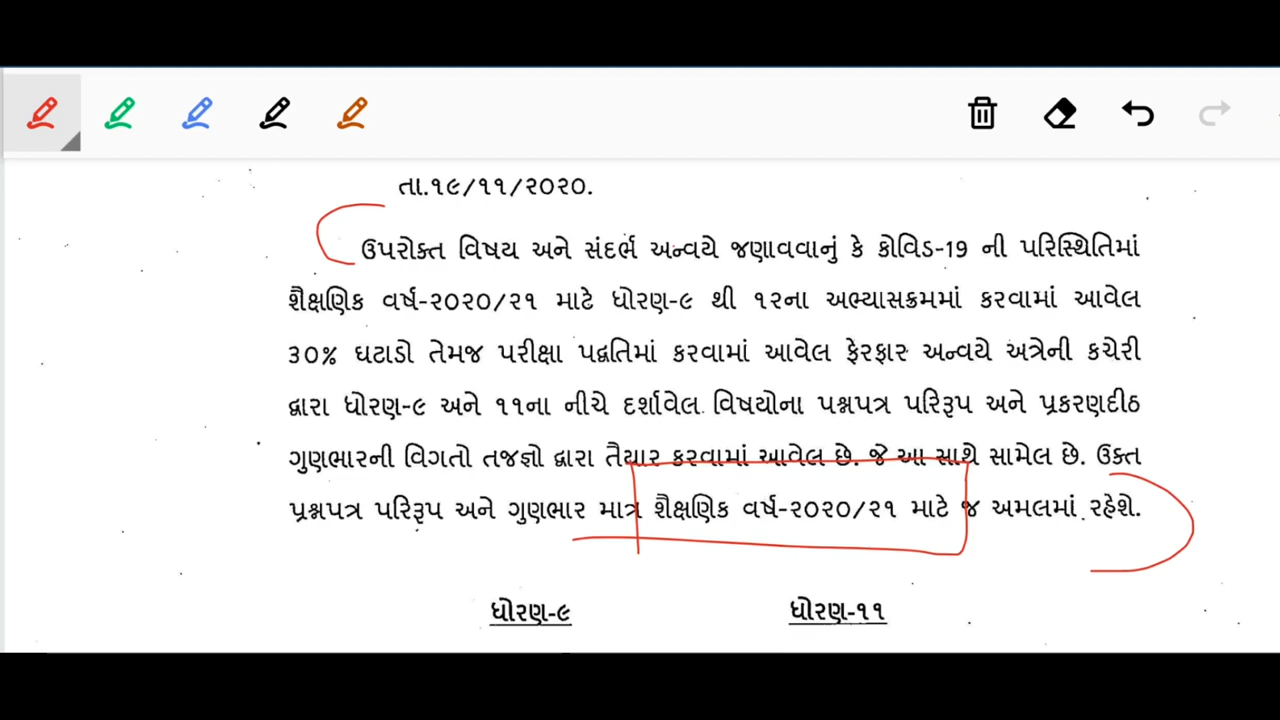 તા.૧૯/૧૧/૨૦૨૦.
ઉપરોક્ત વિષય અને સંદર્ભ અન્વયે જણાવવાનું કે કોવિડ-19 ની પરિસ્થિતિમાં
શૈક્ષણિક વર્ષ-૨૦૨૦/૨૧ માટે ધોરણ-૯ થી ૧૨ના અભ્યાસક્રમમાં કરવામાં આવેલ
૩૦% ઘટાડો તેમજ પરીક્ષા પદ્વતિમાં કરવામાં આવેલ ફેરફાર અન્વયે અત્રેની કચેરી
દ્વારા ધોરણ-૯ અને ૧૧ના નીચે દર્શાવેલ વિષયોના પશ્નપત્ર પરિરૂપ અને પ્રકરણદીઠ
ગુણભારની વિગતો તજજ્ઞો દ્વારા તૈયાર કરવામાં આવેલ છે. જે આ સાથે સામેલ છે. ઉક્ત
પ્રશ્નપત્ર પરિરૂપ અને ગુણભાર માત્ર શૈક્ષણિક વર્ષ-૨૦૨૦/૨૧ માટે જ અમલમાં રહેશે.
ધોરણ-૯ ધોરણ-૧૧